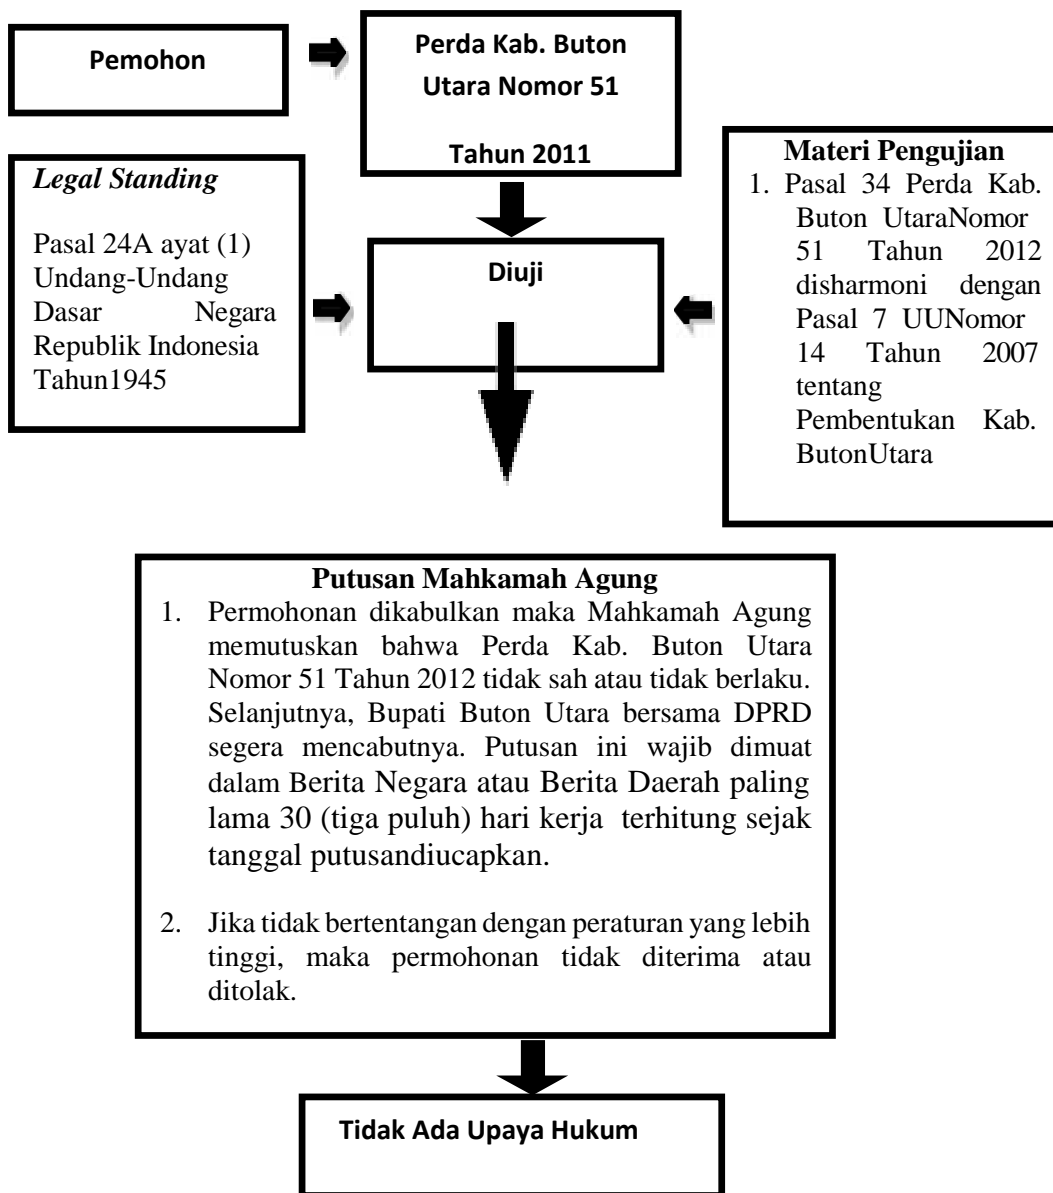 Pemohon
Perda Kab. Buton
Utara Nomor 51
Tahun 2011
Legal Standing
Pasal 24A ayat (1)
Undang-Undang
Dasar Negara
Republik Indonesia
Tahun1945
Diuji
Materi Pengujian
1. Pasal 34 Perda Kab.
Buton UtaraNomor
51 Tahun 2012
disharmoni dengan
Pasal 7 UUNomor
14 Tahun 2007
tentang
Pembentukan Kab.
ButonUtara
Putusan Mahkamah Agung
1. Permohonan dikabulkan maka Mahkamah Agung
memutuskan bahwa Perda Kab. Buton Utara
Nomor 51 Tahun 2012 tidak sah atau tidak berlaku.
Selanjutnya, Bupati Buton Utara bersama DPRD
segera mencabutnya. Putusan ini wajib dimuat
dalam Berita Negara atau Berita Daerah paling
lama 30 (tiga puluh) hari kerja terhitung sejak
tanggal putusandiucapkan.
2. Jika tidak bertentangan dengan peraturan yang lebih
tinggi, maka permohonan tidak diterima atau
ditolak.
Tidak Ada Upaya Hukum